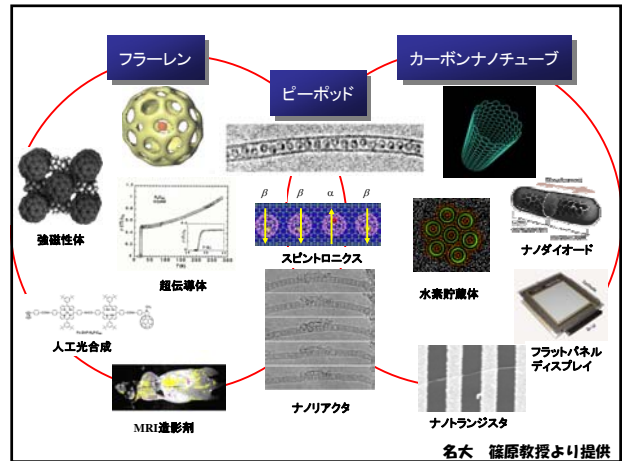 フラーレン
カーボンナノチューブ
ピーポッド
β β α β
強磁性体
超伝導体
スピントロニクス
水素貯蔵体
ナノダイオード
人工光合成
フラットパネル
ディスプレイ
MRI造影剤
ナノリアクタ
ナノトランジスタ
名大 篠原教授より提供